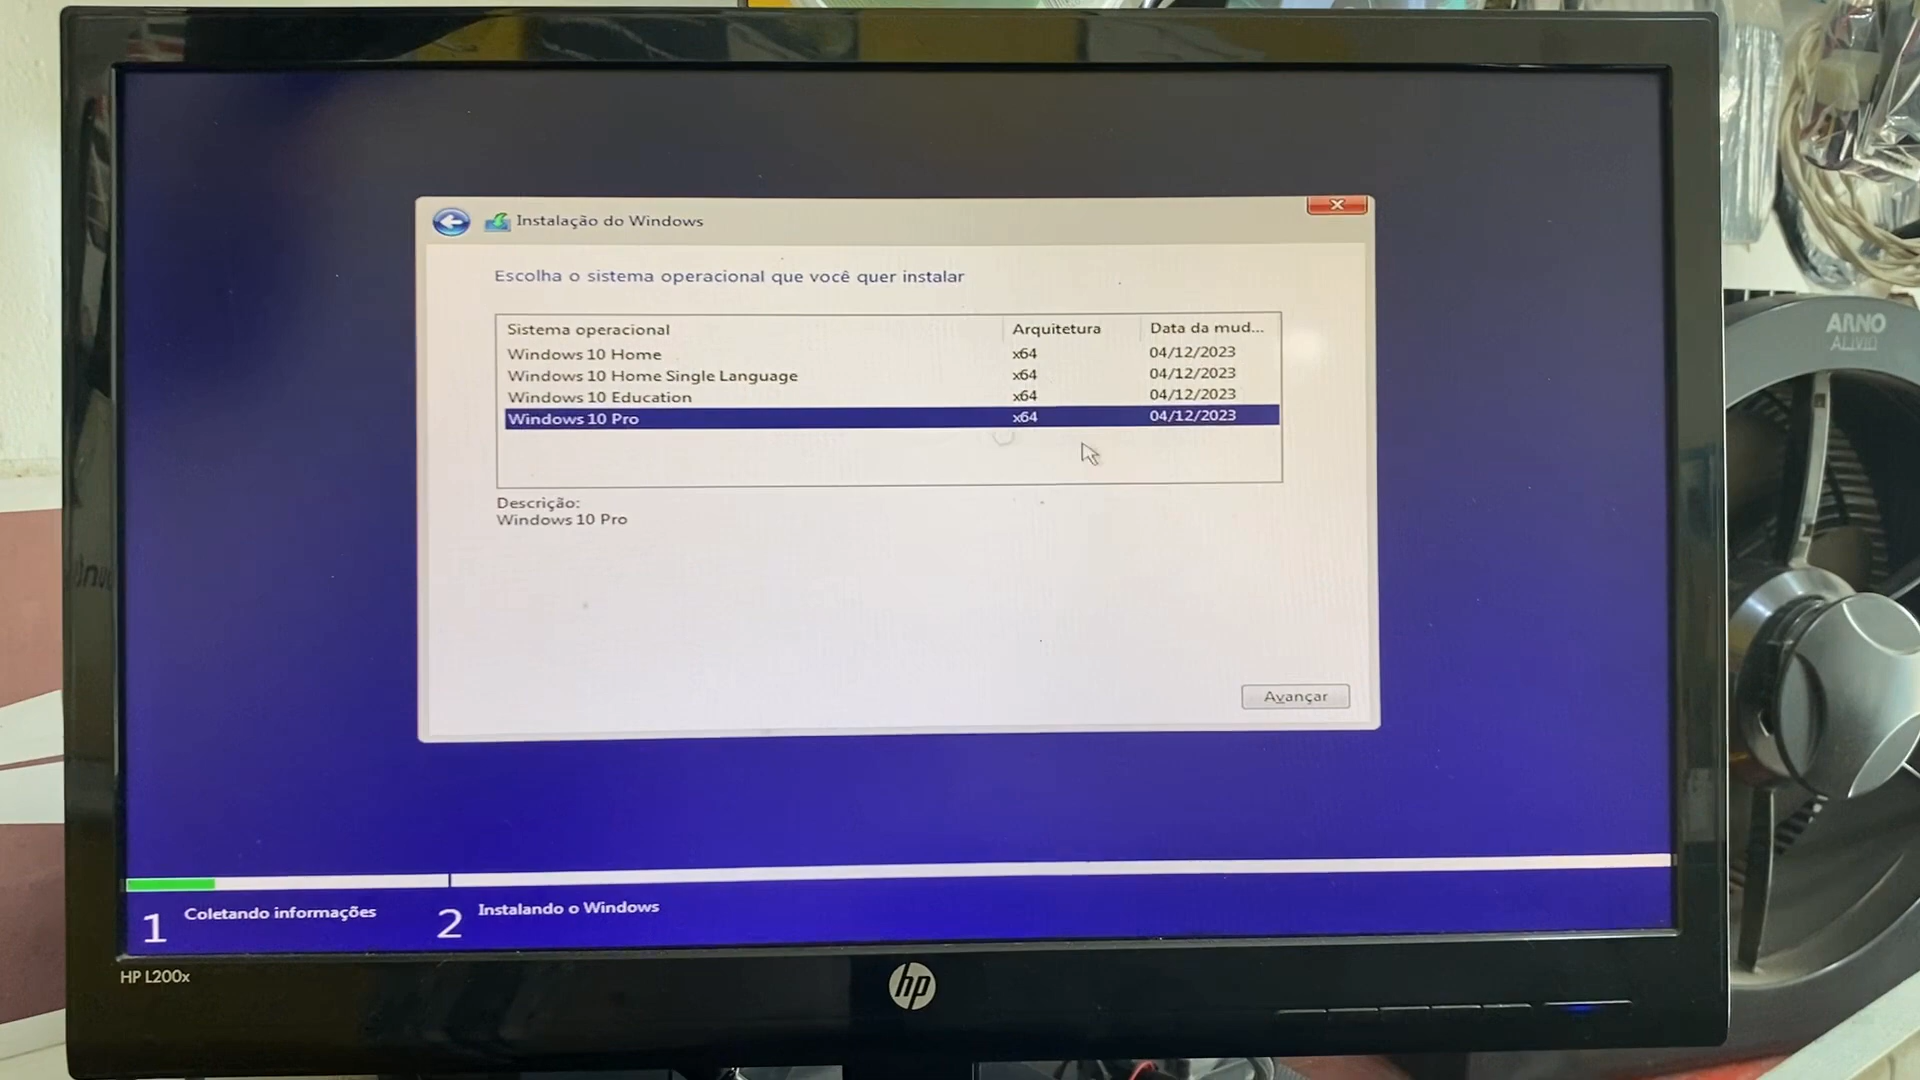 ARNO
ALIVIO
Instalação do Windows
Escolha o sistema operacional que você quer instalar
Sistema operacional Arquitetura Data da mud...
Windows 10 Home x64 04/12/2023
Windows 10 Home Single Language x64 04/12/2023
Windows 10 Education x64 04/12/2023
Windows 10 Pro x64 04/12/2023
Descrição:
Windows 10 Pro
Avançar
1 Coletando informações 2 Instalando o Windows
HP L200x
hp